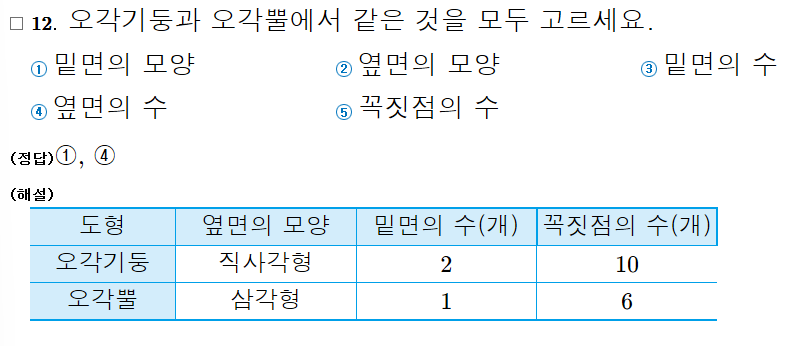 □ 12. 오각기둥과 오각뿔에서 같은 것을 모두 고르세요.
① 밑면의 모양 ② 옆면의 모양 ③ 밑면의 수
④ 옆면의 수 ⑤ 꼭짓점의 수
(정답)①, ④
(해설)
도형 옆면의 모양 밑면의 수(개) 꼭짓점의 수(개)
오각기둥 직사각형 2 10
오각뿔 삼각형 1 6